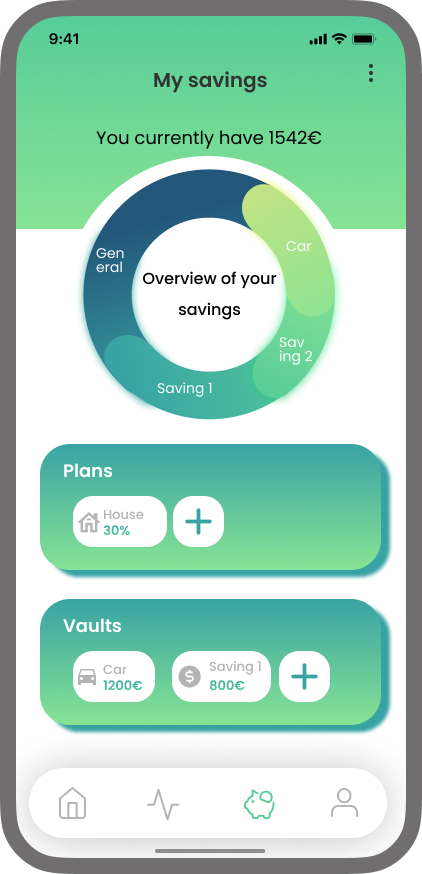 9:41
My savings
You currently have 1542€
Gen
eral
Car
Overview of your
savings
Sav
ing 2
Saving 1
Plans
House
30%
Vaults
Car
1200€
Saving 1
800€